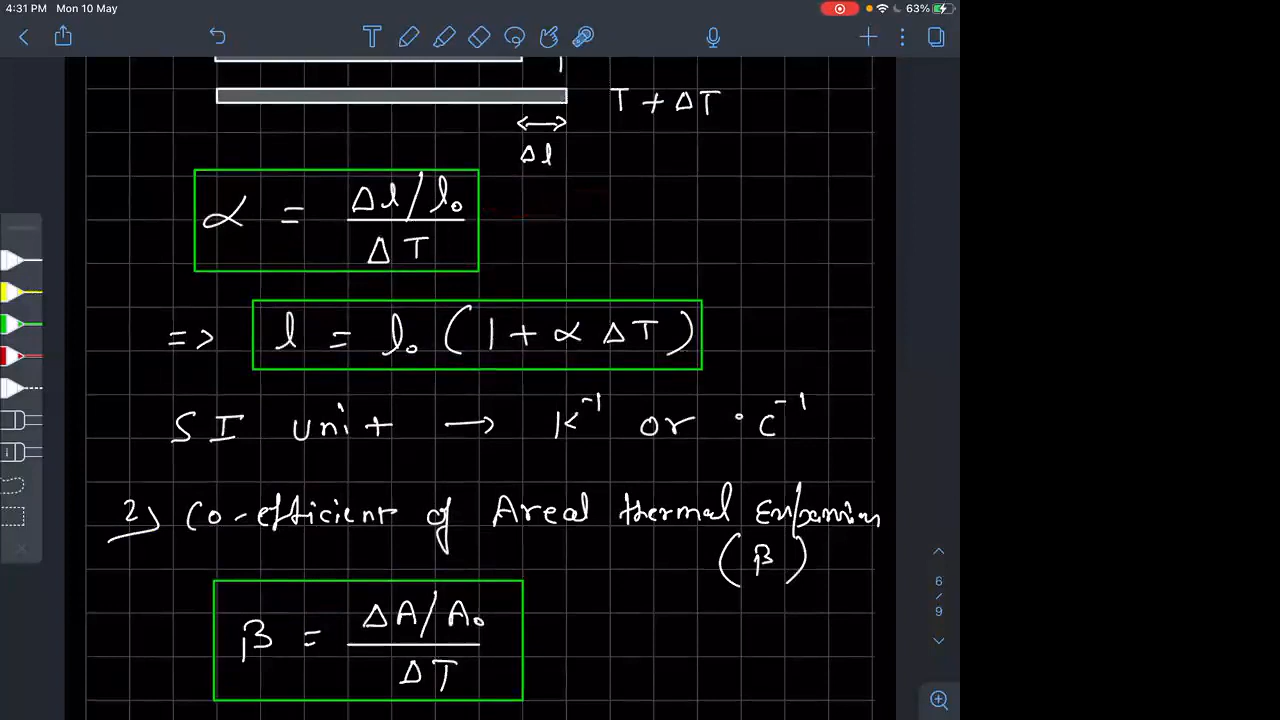 4:31 PM Mon 10 May
63%
T + ΔT
Δl
α = Δl/l₀
ΔT
=> l = l₀ (1 + α ΔT)
SI unit → K⁻¹ or °C⁻¹
2) Co-efficient of Areal thermal Expansion
(β)
β = ΔA/A₀
ΔT
6
/
9